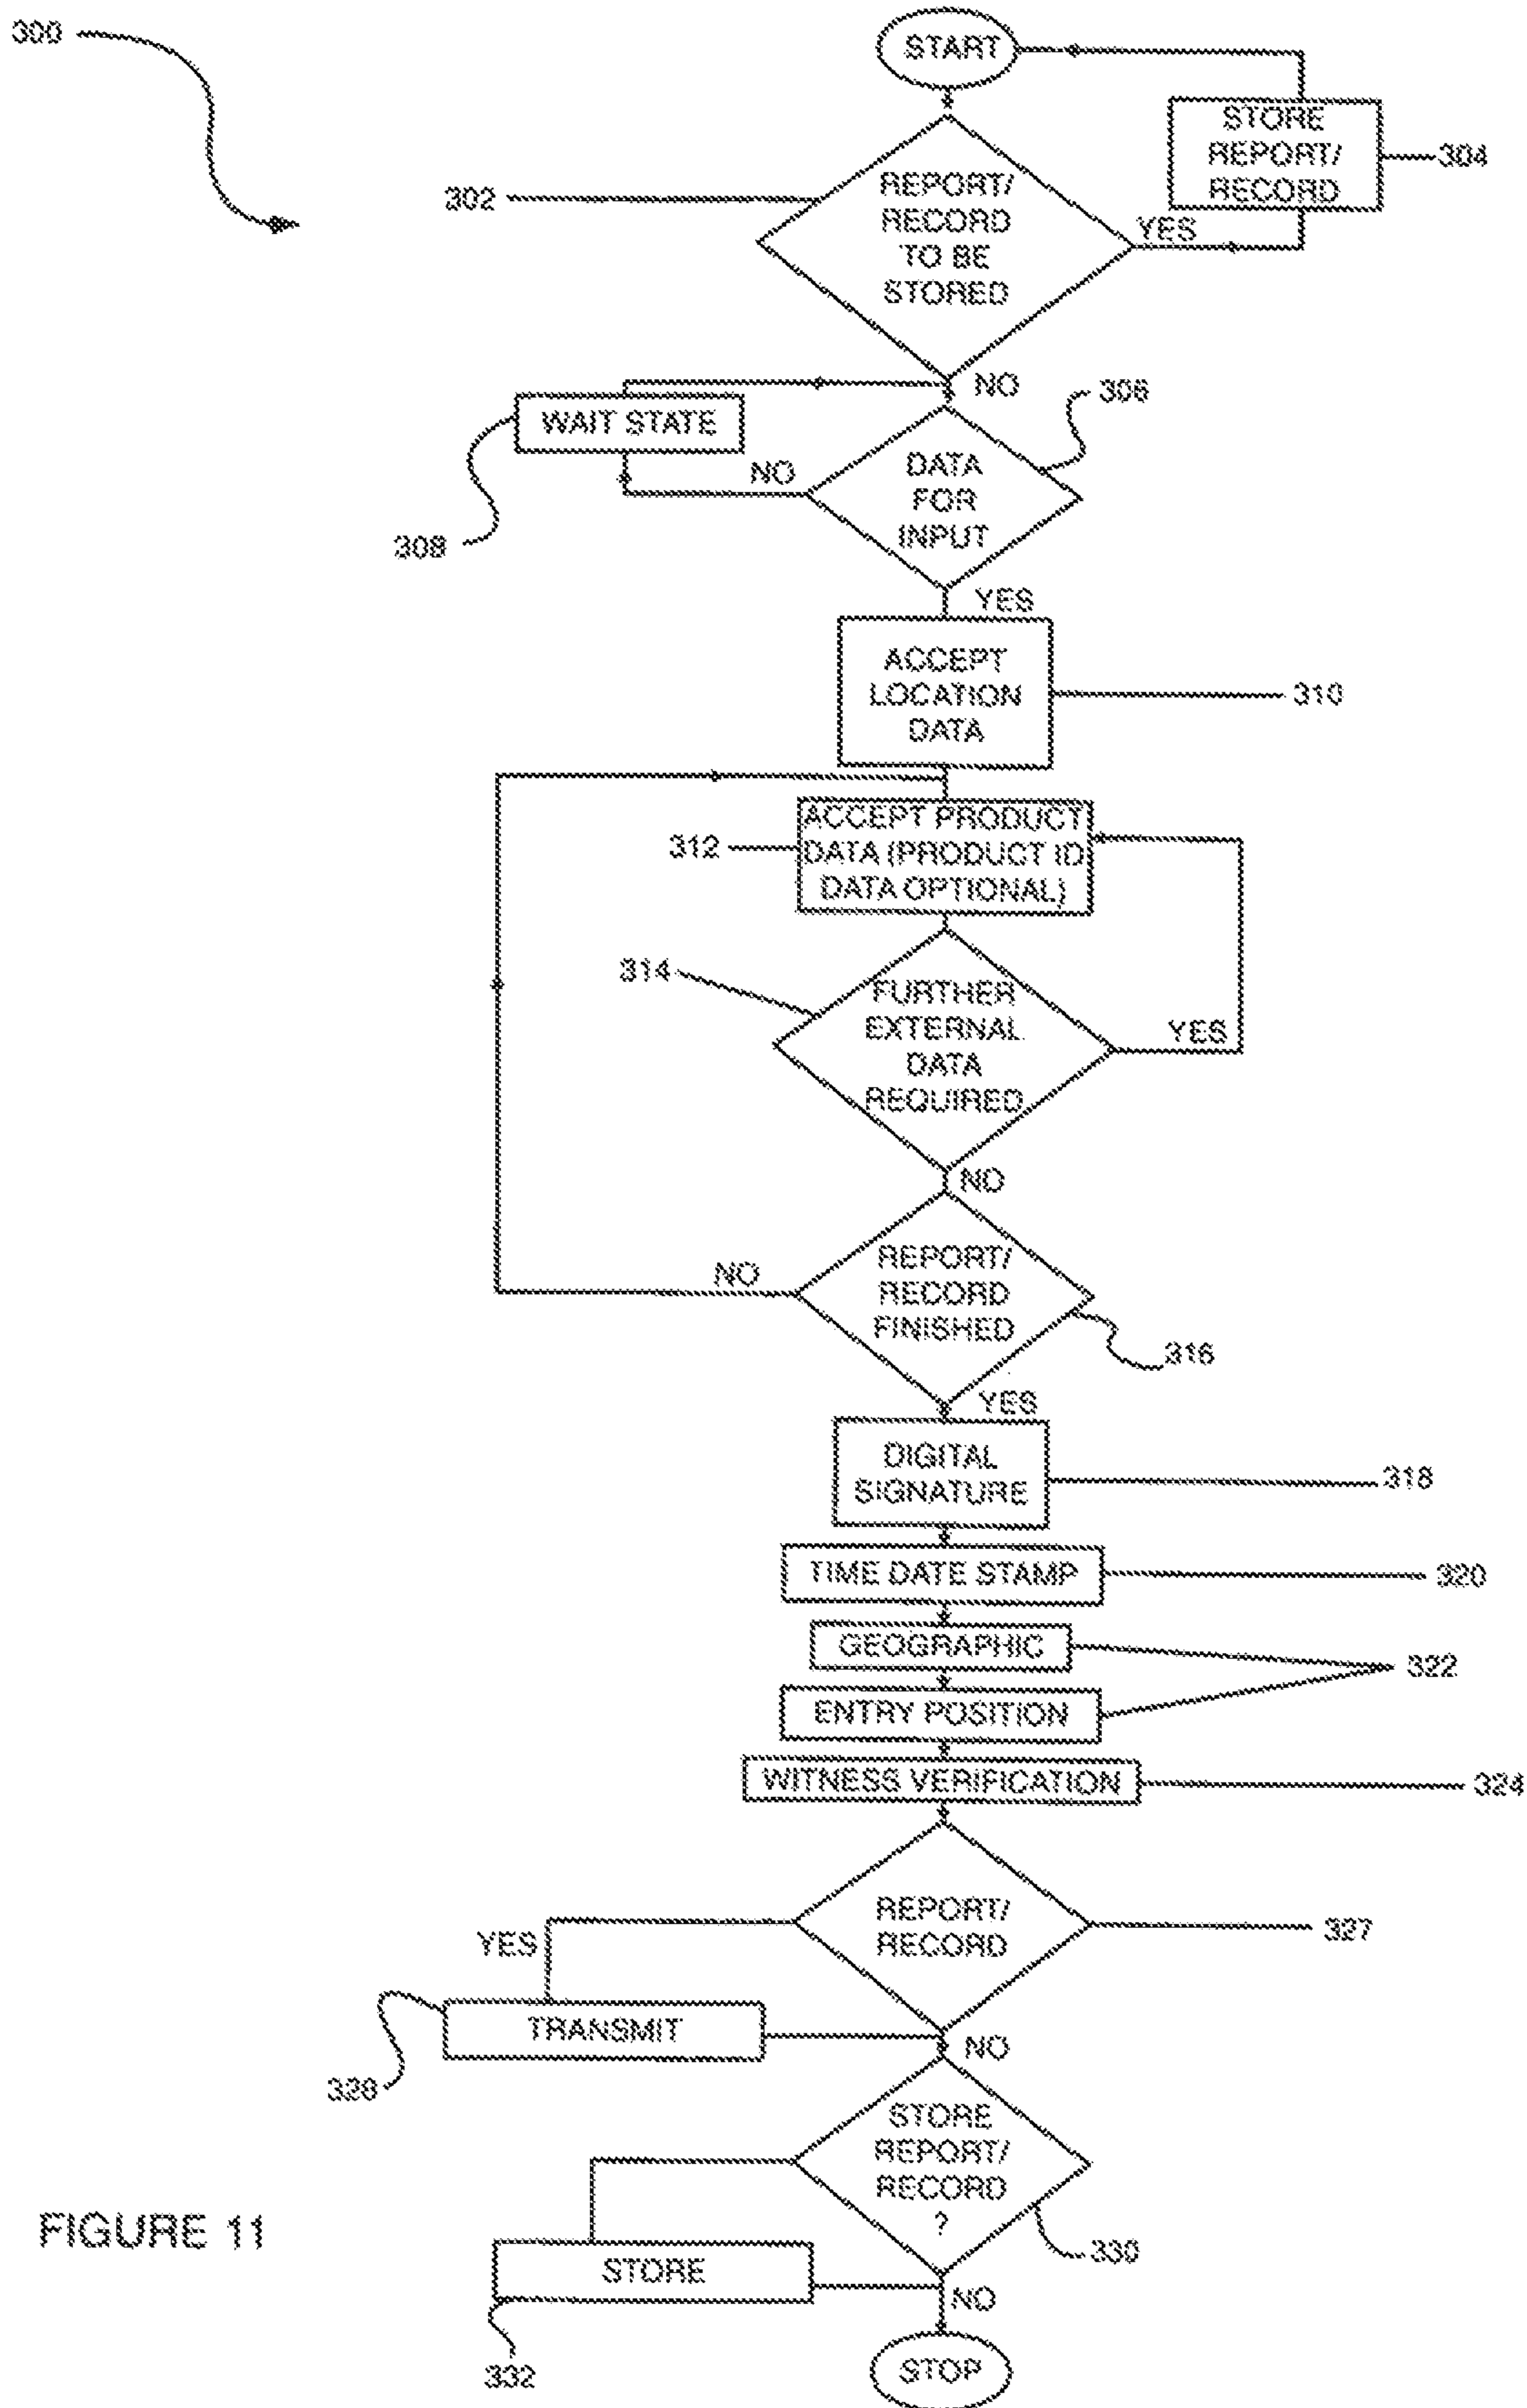 300
START
STORE
REPORT/
RECORD
304
302
REPORT/
RECORD
TO BE
STORED
YES
NO
306
WAIT STATE
NO
308
DATA
FOR
INPUT
YES
ACCEPT
LOCATION
DATA
310
312
ACCEPT PRODUCT
DATA (PRODUCT ID
DATA OPTIONAL)
314
FURTHER
EXTERNAL
DATA
REQUIRED
YES
NO
NO
REPORT/
RECORD
FINISHED
316
YES
DIGITAL
SIGNATURE
318
TIME DATE STAMP
320
GEOGRAPHIC
322
ENTRY POSITION
WITNESS VERIFICATION
324
REPORT/
RECORD
327
YES
TRANSMIT
NO
STORE
REPORT/
RECORD
?
330
FIGURE 11
STORE
NO
332
STOP